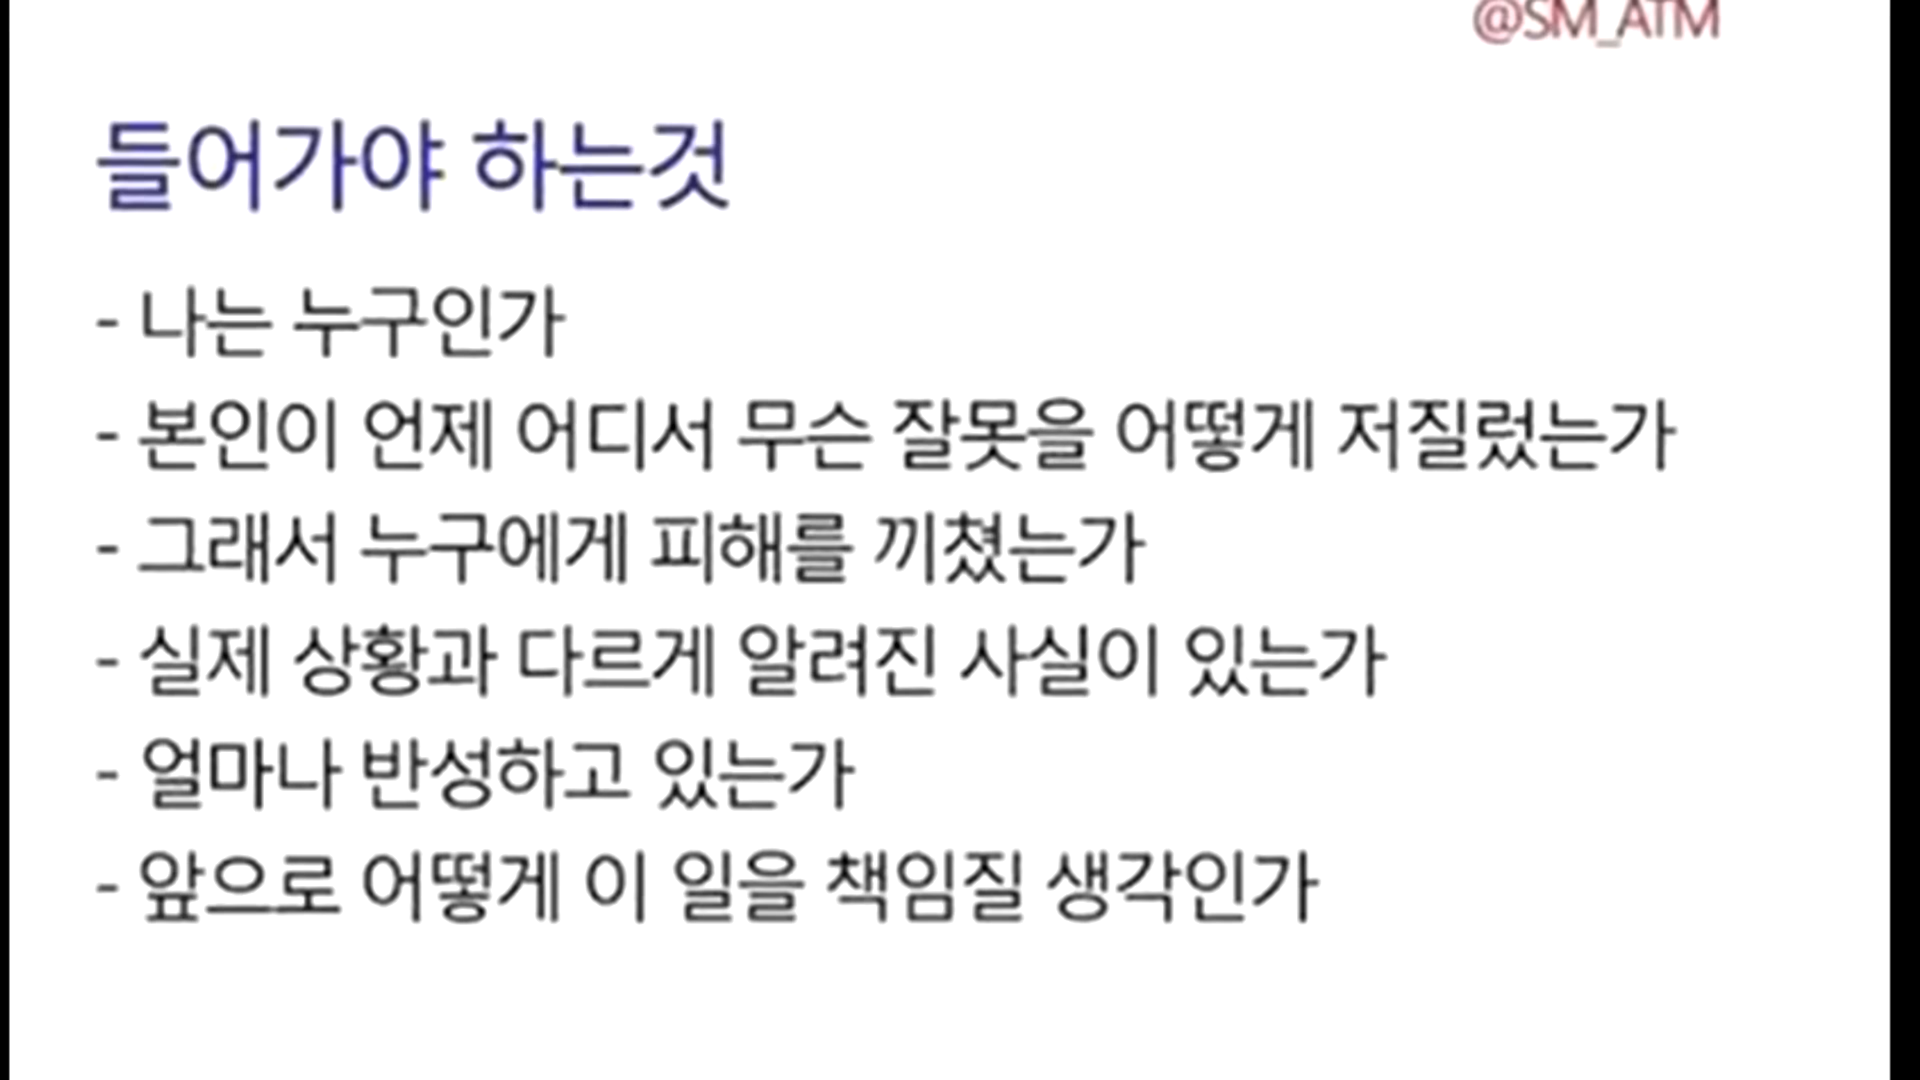 @SM_ATM
들어가야 하는것
- 나는 누구인가
- 본인이 언제 어디서 무슨 잘못을 어떻게 저질렀는가
- 그래서 누구에게 피해를 끼쳤는가
- 실제 상황과 다르게 알려진 사실이 있는가
- 얼마나 반성하고 있는가
- 앞으로 어떻게 이 일을 책임질 생각인가